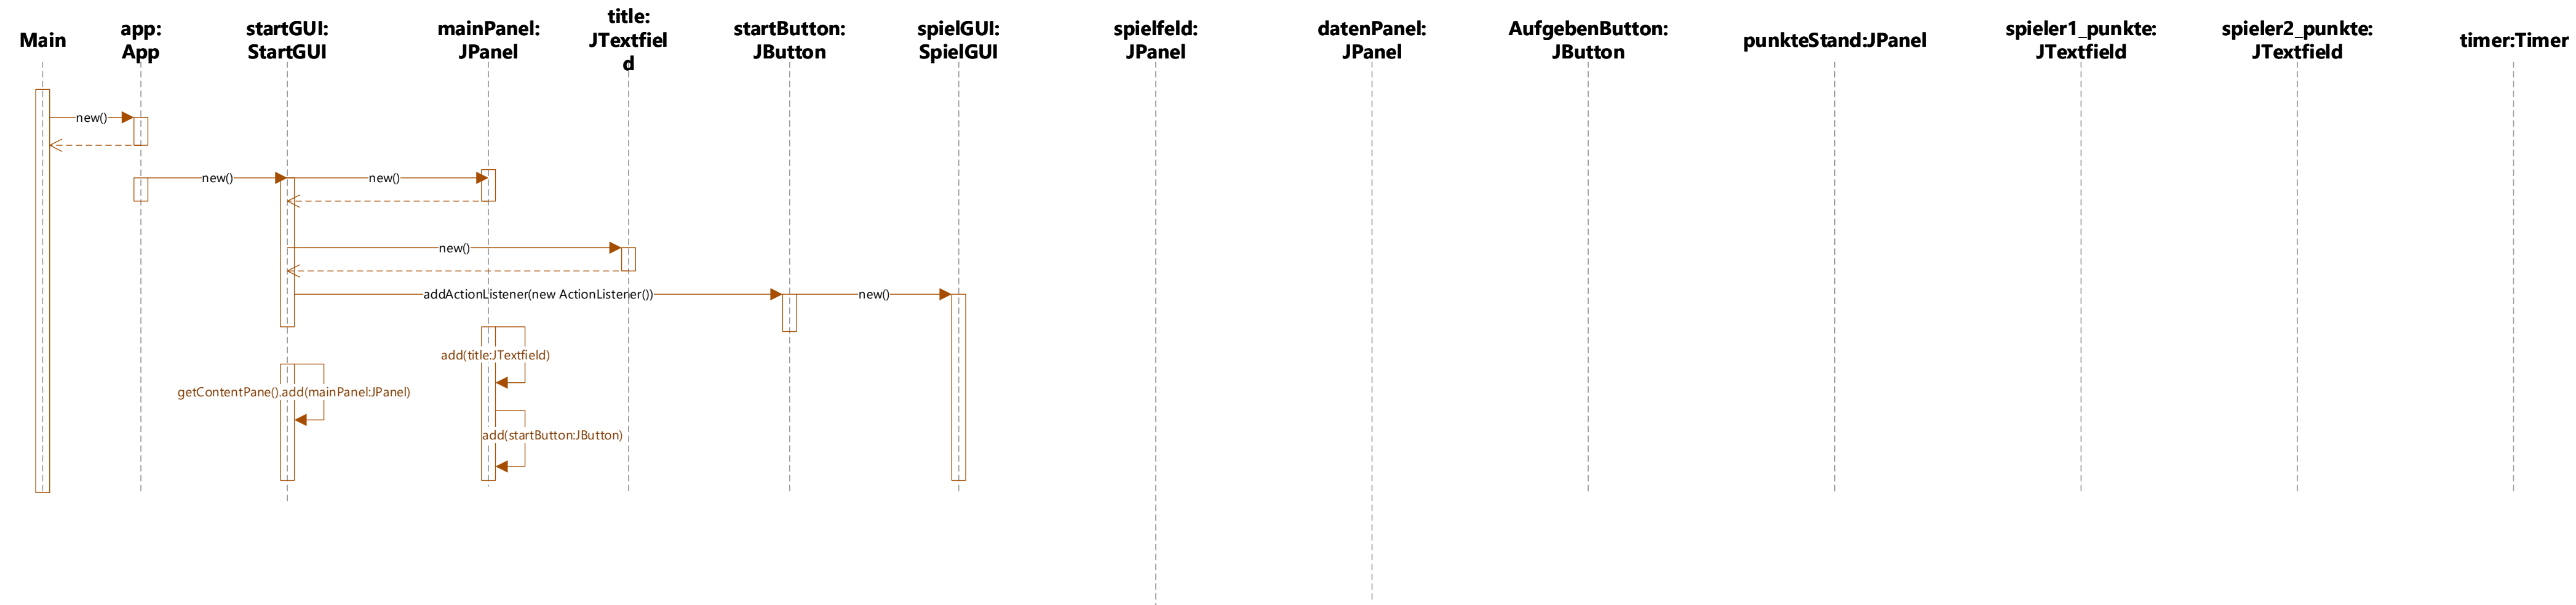 Main
app:
App
startGUI:
StartGUI
mainPanel:
JPanel
title:
JTextfiel
d
startButton:
JButton
spielGUI:
SpielGUI
spielfeld:
JPanel
datenPanel:
JPanel
AufgebenButton:
JButton
punkteStand:JPanel
spieler1_punkte:
JTextfield
spieler2_punkte:
JTextfield
timer:Timer
new()
new()
new()
new()
addActionListener(new ActionListener())
new()
add(title:JTextfield)
getContentPane().add(mainPanel:JPanel)
add(startButton:JButton)